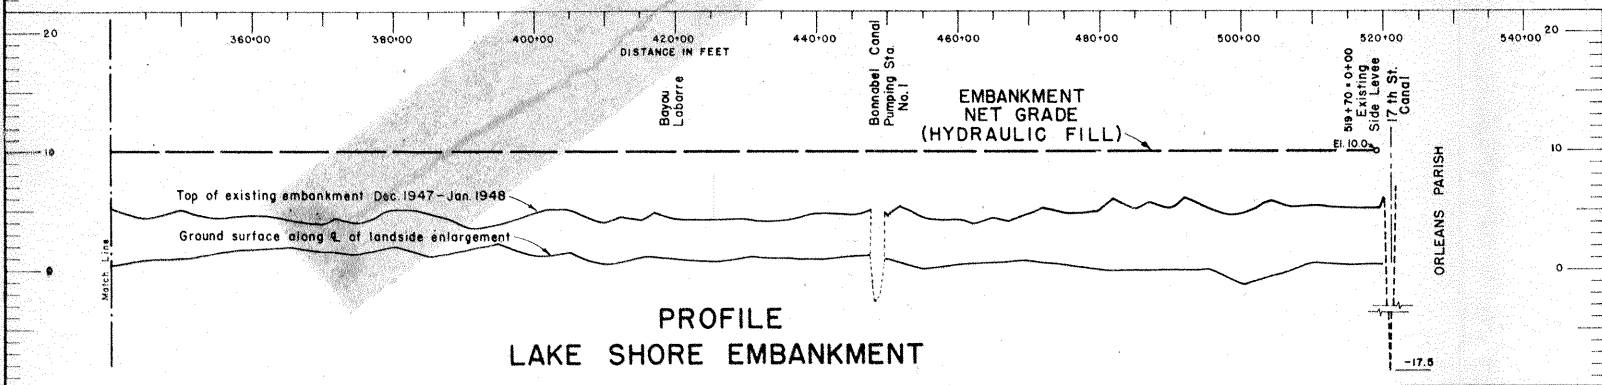 20
360+00
380+00
400+00
420+00
440+00
460+00
480+00
500+00
520+00
540+00
20
DISTANCE IN FEET
Bayou
Labarre
Bonnabel Canal
Pumping Sta.
No. 1
EMBANKMENT
NET GRADE
(HYDRAULIC FILL)
519+70 = 0+00
Existing
Side Levee
17th St.
Canal
El. 10.0
10
10
ORLEANS PARISH
Top of existing embankment Dec. 1947-Jan. 1948
Ground surface along ℄ of landside enlargement
Match Line
0
0
PROFILE
LAKE SHORE EMBANKMENT
-17.5